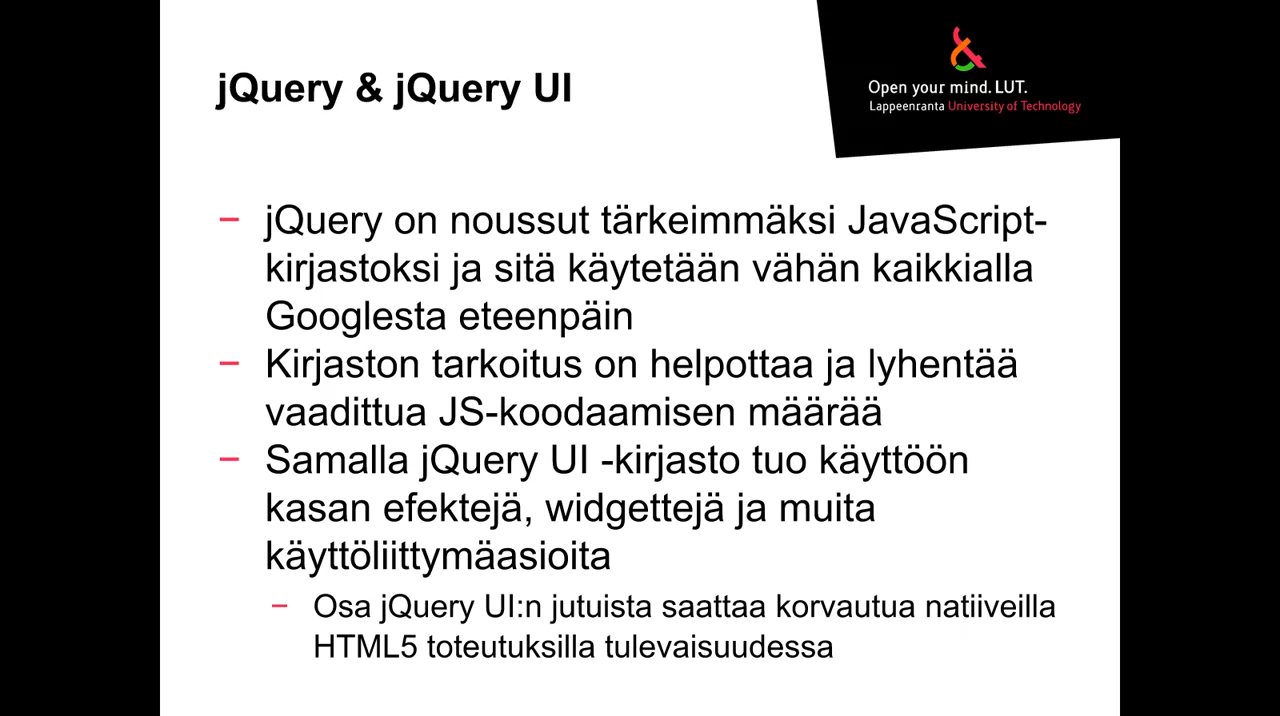 jQuery & jQuery UI
Open your mind. LUT.
Lappeenranta University of Technology
– jQuery on noussut tärkeimmäksi JavaScript-
kirjastoksi ja sitä käytetään vähän kaikkialla
Googlesta eteenpäin
– Kirjaston tarkoitus on helpottaa ja lyhentää
vaadittua JS-koodaamisen määrää
– Samalla jQuery UI -kirjasto tuo käyttöön
kasan efektejä, widgettejä ja muita
käyttöliittymäasioita
– Osa jQuery UI:n jutuista saattaa korvautua natiiveilla
HTML5 toteutuksilla tulevaisuudessa